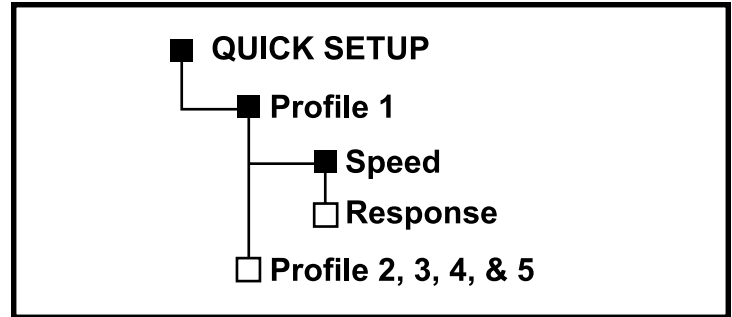 QUICK SETUP
Profile 1
Speed
Response
Profile 2, 3, 4, & 5